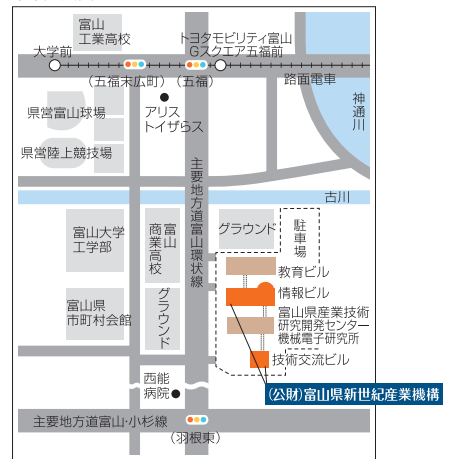 富山
工業高校
大学前
トヨタモビリティ富山
Gスクエア五福前
(五福末広町)
(五福)
路面電車
県営富山球場
アリス
トイザらス
神通川
県営陸上競技場
主要地方道富山環状線
古川
富山大学
工学部
富山
商業高校
グラウンド
駐車場
教育ビル
情報ビル
富山県
市町村会館
グラウンド
富山県産業技術
研究開発センター
機械電子研究所
技術交流ビル
西能
病院
(公財)富山県新世紀産業機構
主要地方道富山・小杉線
(羽根東)